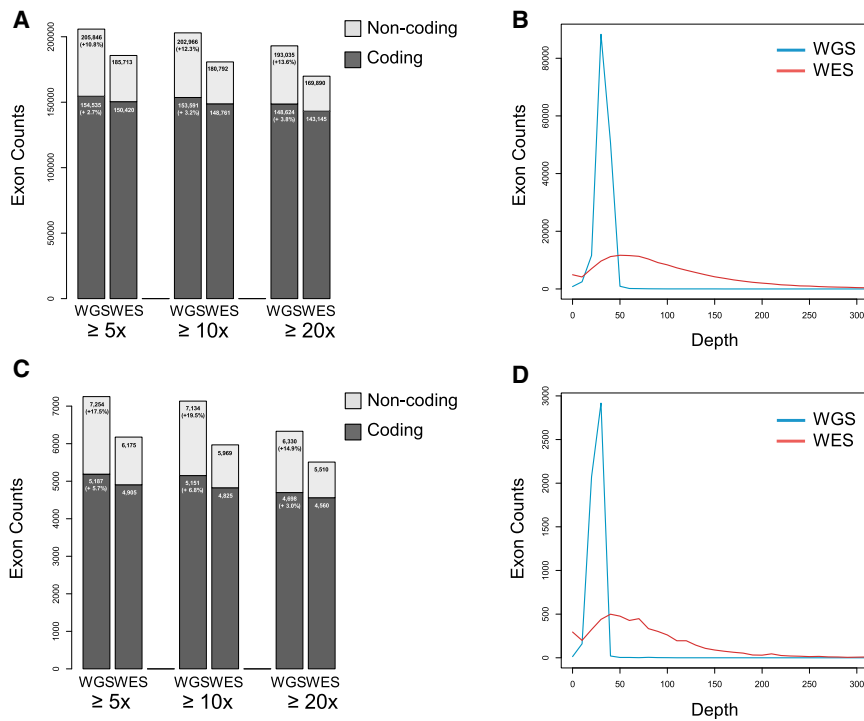 A
Exon Counts
0
50000
100000
150000
200000
205,846
(+10.8%)
154,535
(+ 2.7%)
185,713
150,420
202,966
(+12.3%)
153,591
(+ 3.2%)
180,792
148,761
193,035
(+13.6%)
148,624
(+ 3.8%)
169,890
143,145
Non-coding
Coding
WGS WES
≥ 5x
WGS WES
≥ 10x
WGS WES
≥ 20x
B
Exon Counts
0
20000
40000
60000
80000
WGS
WES
0 50 100 150 200 250 300
Depth
C
Exon Counts
0
1000
2000
3000
4000
5000
6000
7000
7,254
(+17.5%)
5,187
(+ 5.7%)
6,175
4,905
7,134
(+19.5%)
5,151
(+ 6.8%)
5,969
4,825
6,330
(+14.9%)
4,698
(+ 3.0%)
5,510
4,560
Non-coding
Coding
WGS WES
≥ 5x
WGS WES
≥ 10x
WGS WES
≥ 20x
D
Exon Counts
0
500
1000
1500
2000
2500
3000
WGS
WES
0 50 100 150 200 250 300
Depth